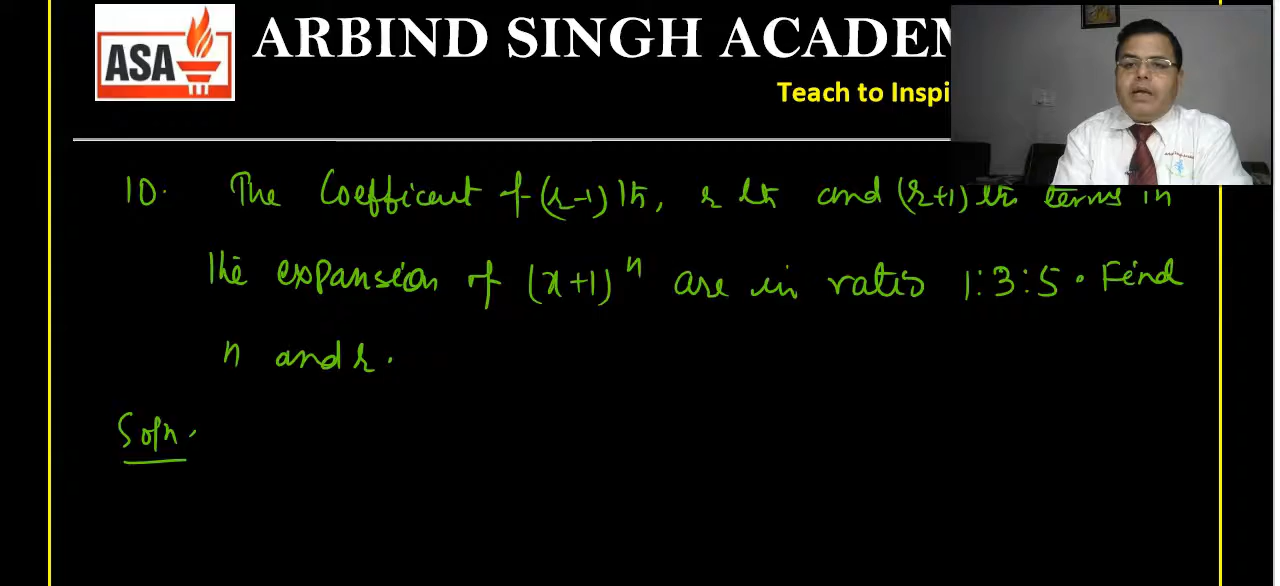 ASA
ARBIND SINGH ACADEM
Teach to Inspi
10. The Coefficent of (r-1)th, r th and (r+1) th terms in
the expansion of (x+1)^n are in ratio 1:3:5. Find
n and r.
Soln.